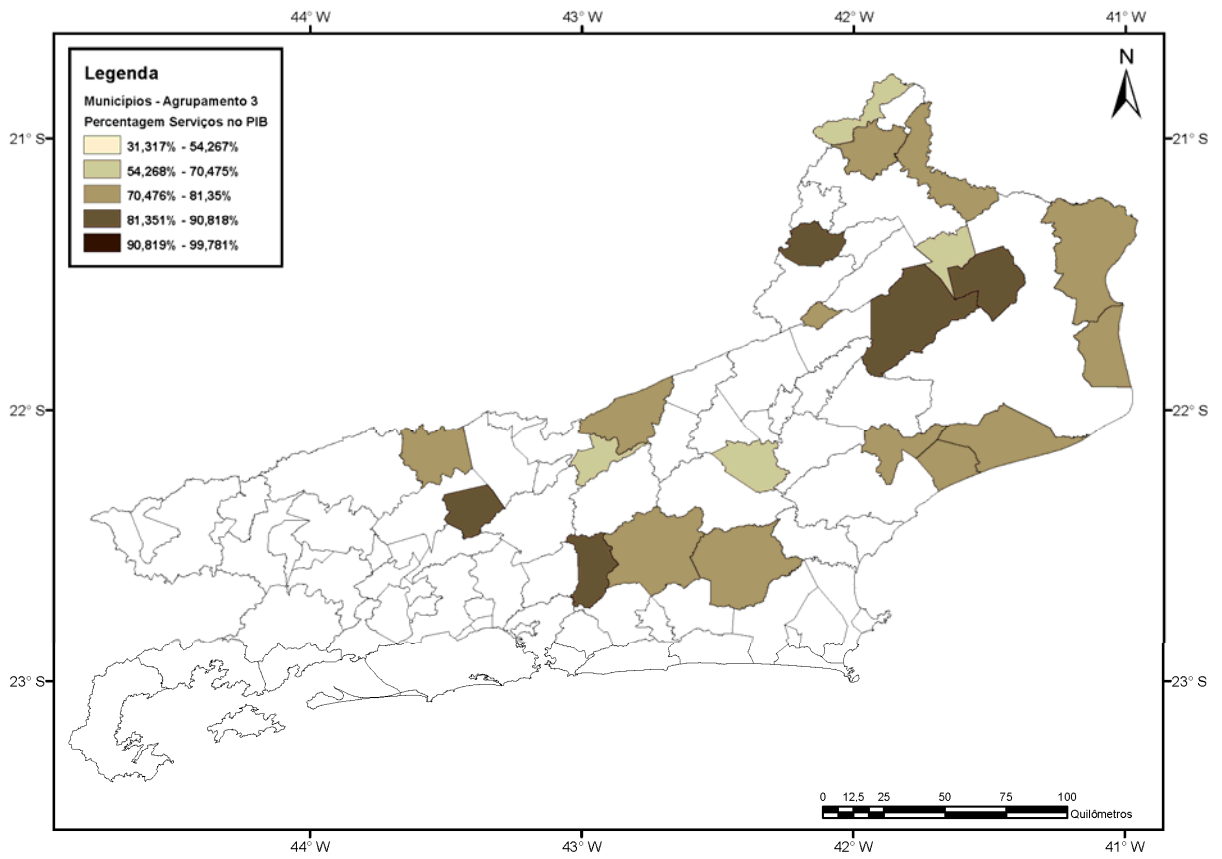 44° W 43° W 42° W 41° W
N
Legenda
Municípios - Agrupamento 3
Percentagem Serviços no PIB
31,317% - 54,267%
54,268% - 70,475%
70,476% - 81,35%
81,351% - 90,818%
90,819% - 99,781%
21° S 21° S
22° S 22° S
23° S 23° S
0 12,5 25 50 75 100
Quilômetros
44° W 43° W 42° W 41° W